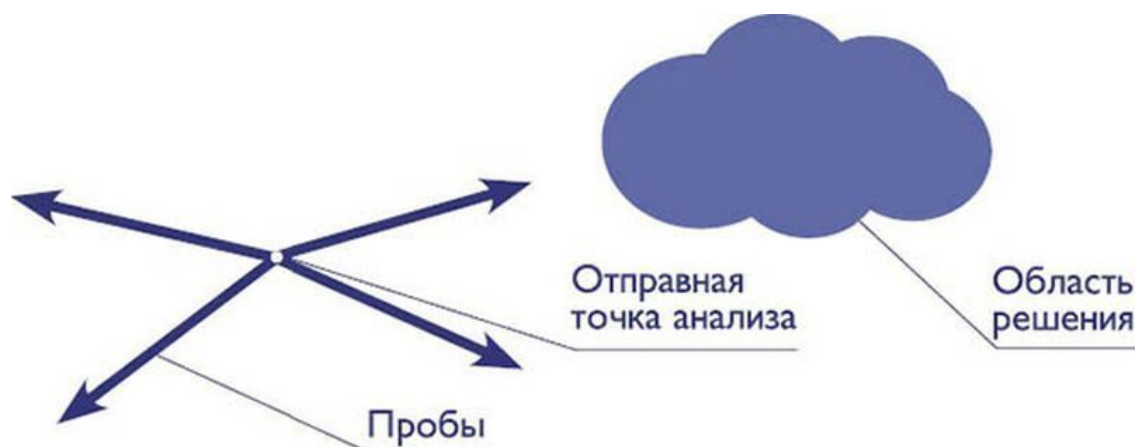 Отправная
точка анализа
Область
решения
Пробы